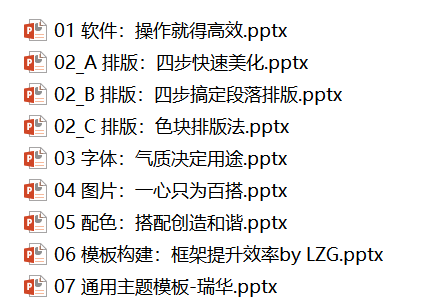 01 软件：操作就得高效.pptx
02_A 排版：四步快速美化.pptx
02_B 排版：四步搞定段落排版.pptx
02_C 排版：色块排版法.pptx
03 字体：气质决定用途.pptx
04 图片：一心只为百搭.pptx
05 配色：搭配创造和谐.pptx
06 模板构建：框架提升效率by LZG.pptx
07 通用主题模板-瑞华.pptx